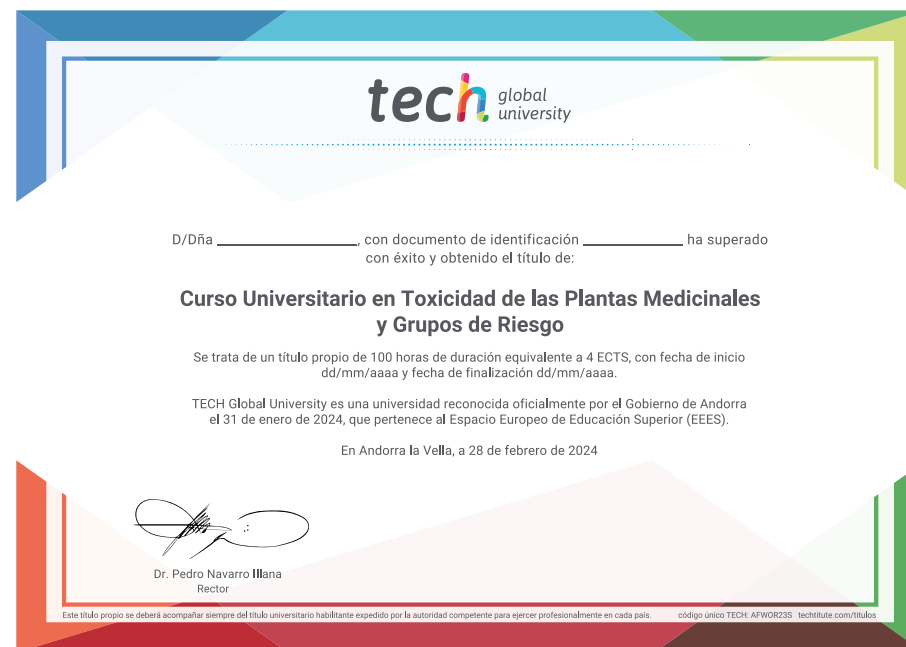 tech global
university
D/Dña ______________, con documento de identificación __________ ha superado
con éxito y obtenido el título de:
Curso Universitario en Toxicidad de las Plantas Medicinales
y Grupos de Riesgo
Se trata de un título propio de 100 horas de duración equivalente a 4 ECTS, con fecha de inicio
dd/mm/aaaa y fecha de finalización dd/mm/aaaa.
TECH Global University es una universidad reconocida oficialmente por el Gobierno de Andorra
el 31 de enero de 2024, que pertenece al Espacio Europeo de Educación Superior (EEES).
En Andorra la Vella, a 28 de febrero de 2024
Dr. Pedro Navarro Illana
Rector
Este título propio se deberá acompañar siempre del título universitario habilitante expedido por la autoridad competente para ejercer profesionalmente en cada país. código único TECH: AFWOR23S techtitute.com/titulos